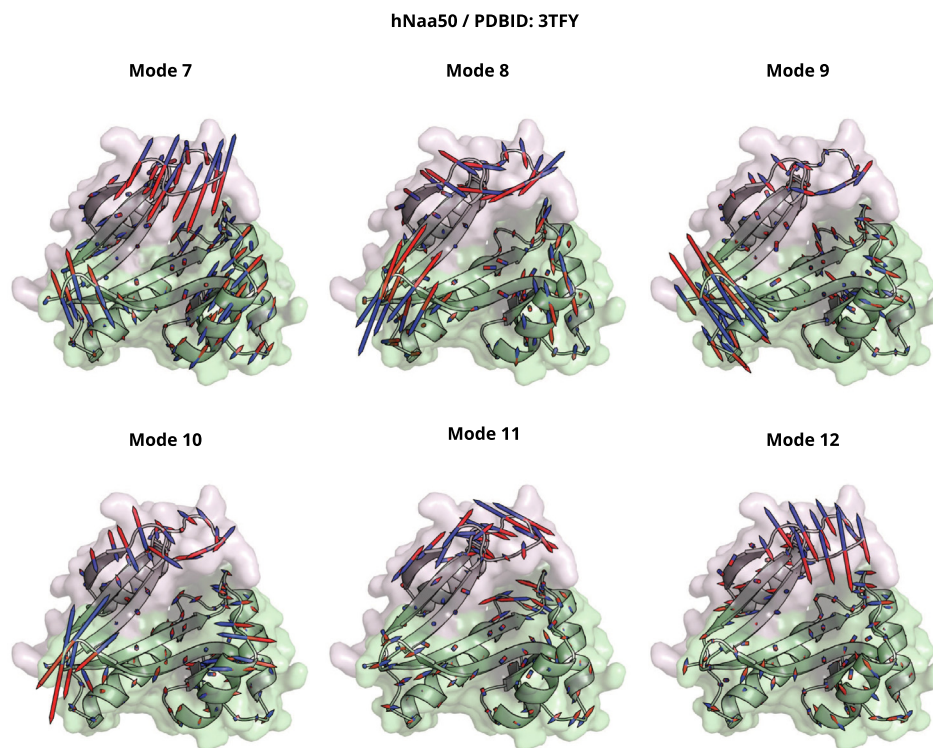 hNaa50 / PDBID: 3TFY
Mode 7
Mode 8
Mode 9
Mode 10
Mode 11
Mode 12